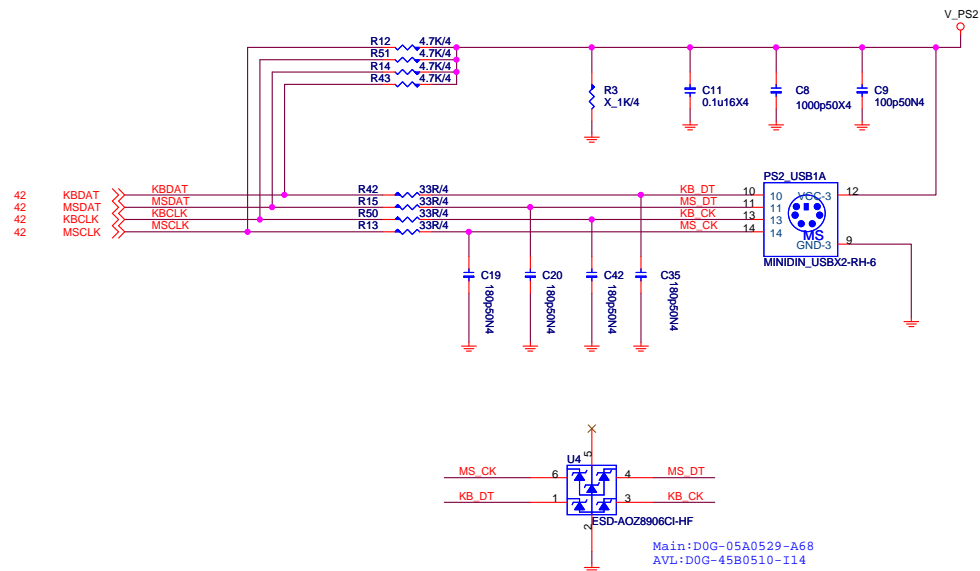 V_PS2
R12 4.7K/4
R51 4.7K/4
R14 4.7K/4
R43 4.7K/4
R3
X_1K/4
C11
0.1u16X4
C8
1000p50X4
C9
100p50N4
PS2_USB1A
42 KBDAT KBDAT R42 33R/4 KB_DT 10 10 VCC-3 12
42 MSDAT MSDAT R15 33R/4 MS_DT 11 11
42 KBCLK KBCLK R50 33R/4 KB_CK 13 13
42 MSCLK MSCLK R13 33R/4 MS_CK 14 14 MS
GND-3 9
MINIDIN_USBX2-RH-6
C19
180p50N4
C20
180p50N4
C42
180p50N4
C35
180p50N4
U4 5
MS_CK 6 4 MS_DT
KB_DT 1 3 KB_CK
2 ESD-AOZ8906CI-HF
Main:D0G-05A0529-A68
AVL:D0G-45B0510-I14